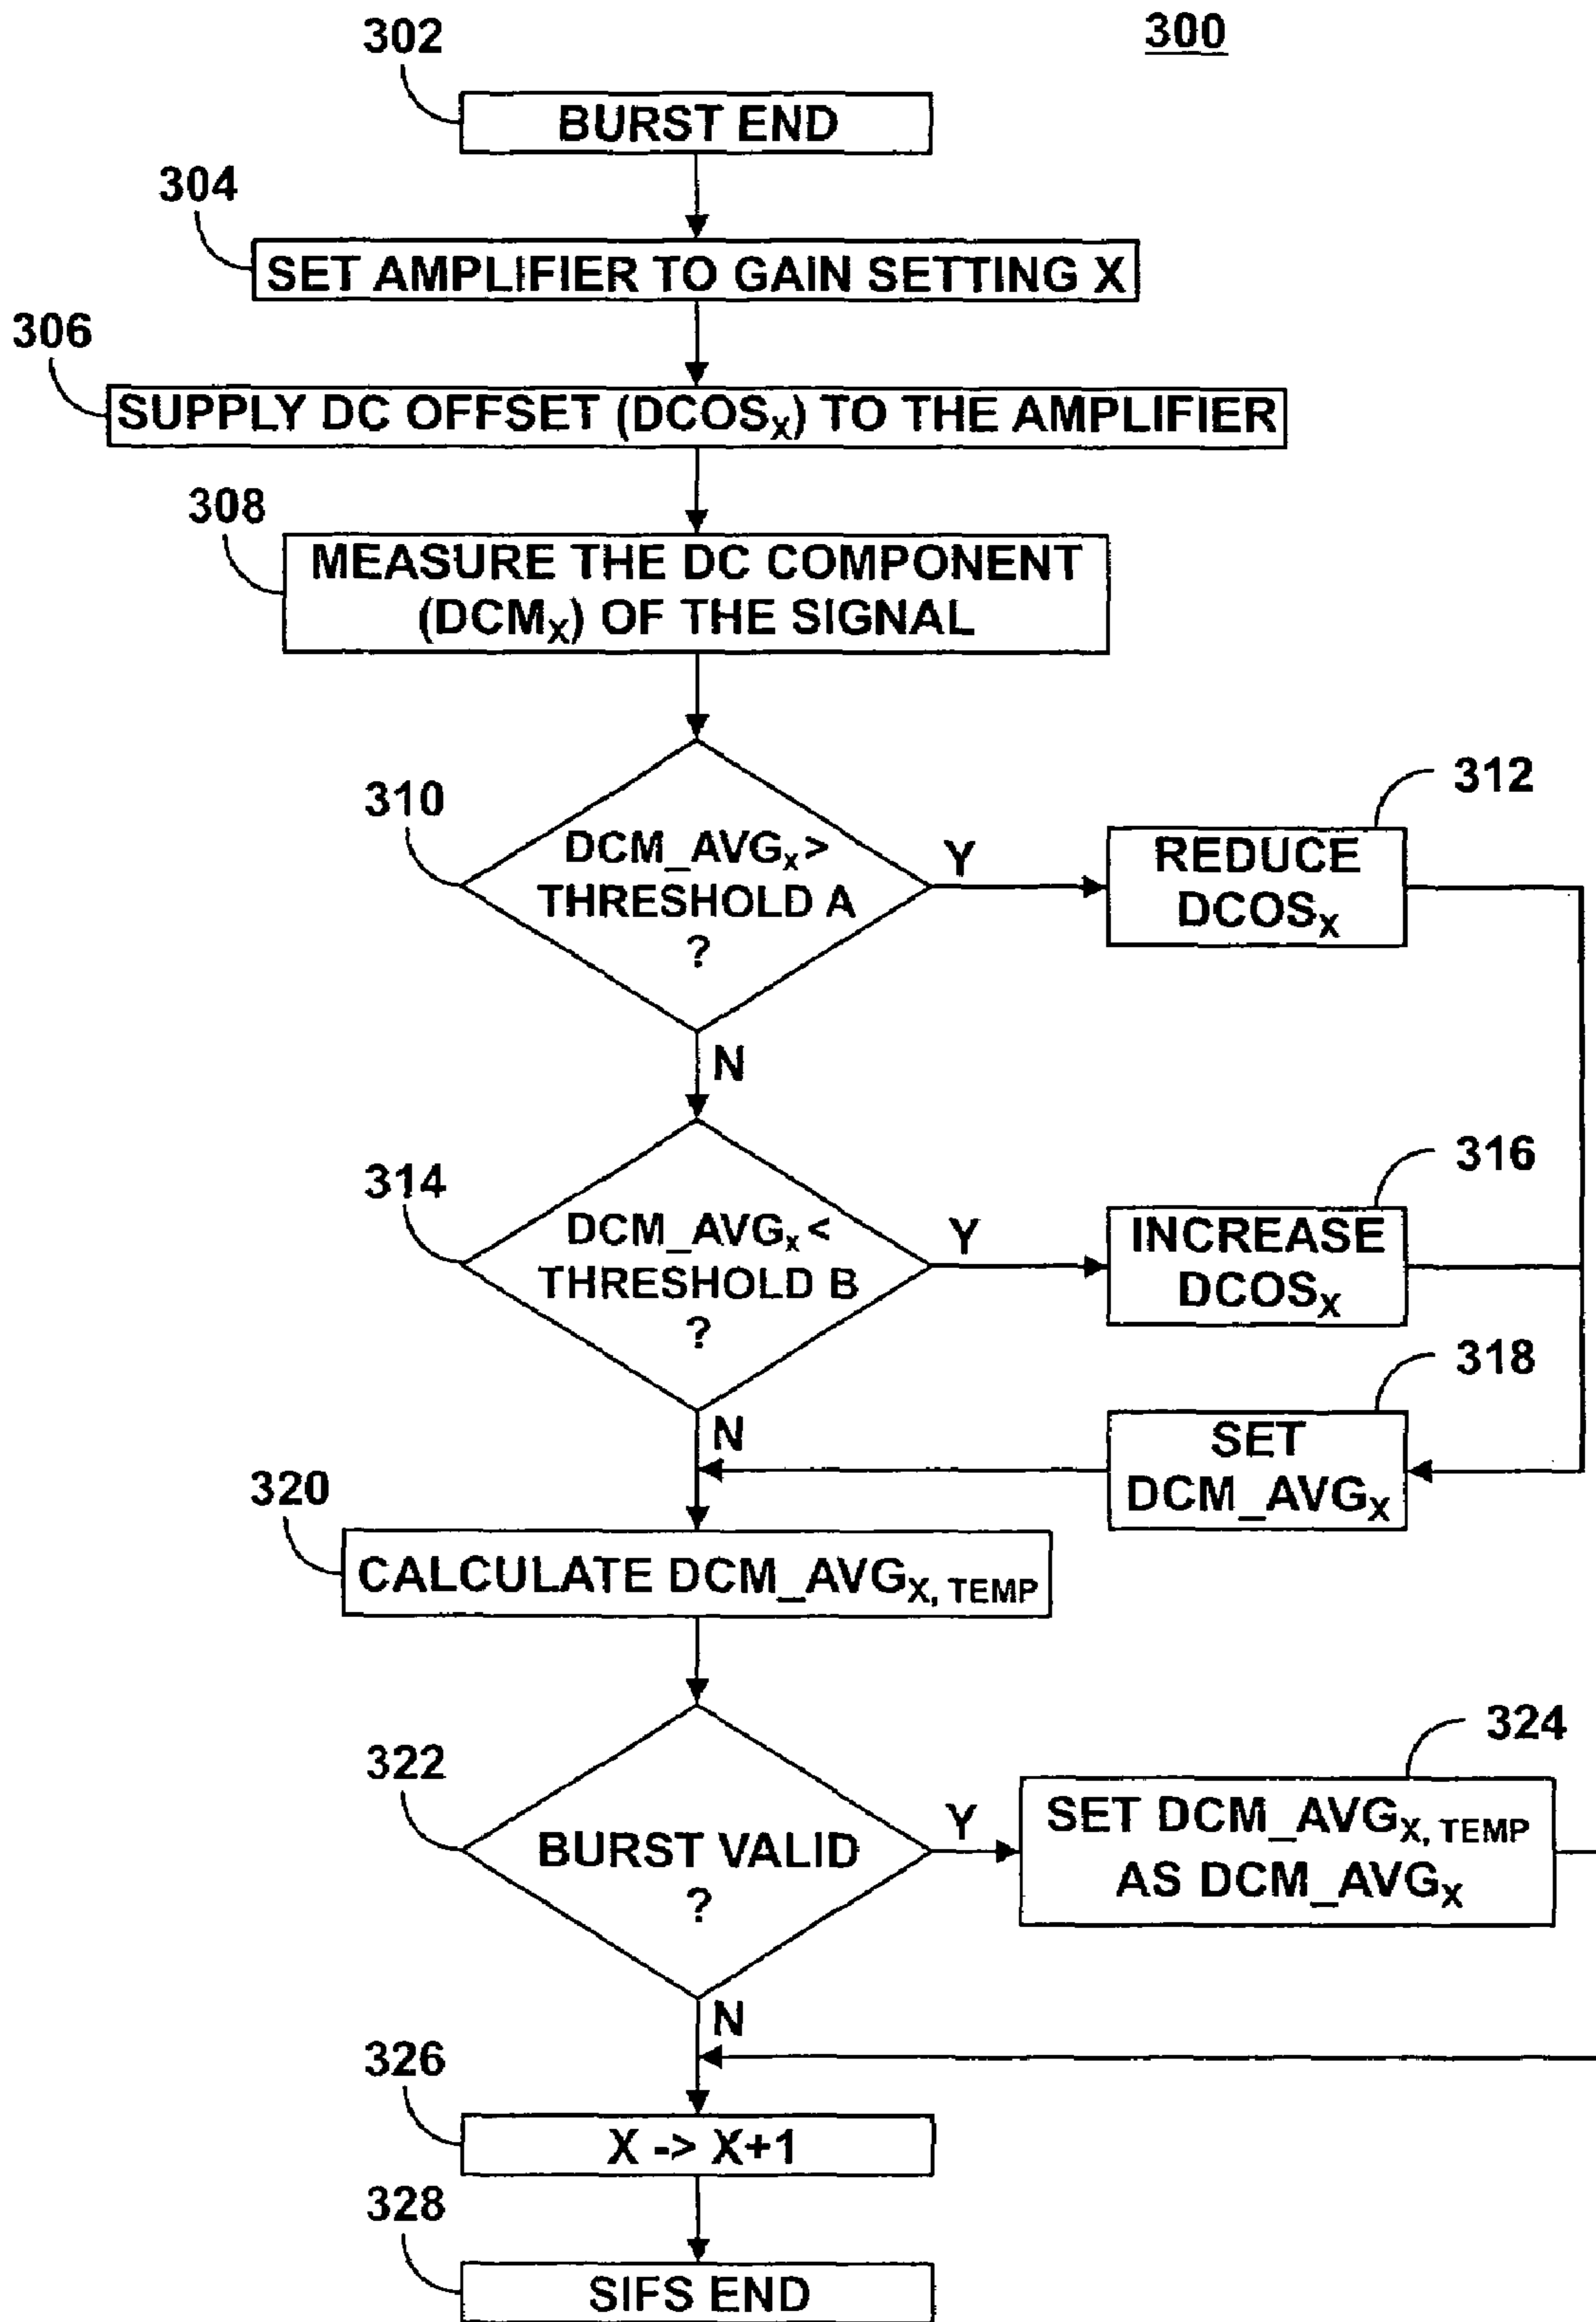 300
302
BURST END
304
SET AMPLIFIER TO GAIN SETTING X
306
SUPPLY DC OFFSET (DCOSX) TO THE AMPLIFIER
308
MEASURE THE DC COMPONENT
(DCMX) OF THE SIGNAL
310
DCM_AVGx >
THRESHOLD A
?
Y
312
REDUCE
DCOSX
N
314
DCM_AVGx <
THRESHOLD B
?
Y
316
INCREASE
DCOSX
318
SET
DCM_AVGX
N
320
CALCULATE DCM_AVGX, TEMP
322
BURST VALID
?
Y
324
SET DCM_AVGX, TEMP
AS DCM_AVGX
N
326
X -> X+1
328
SIFS END